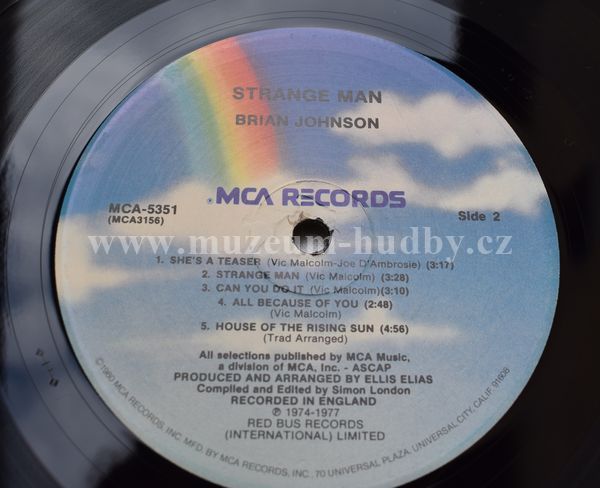 STRANGE MAN
BRIAN JOHNSON
MCA RECORDS
MCA-5351
(MCA3156)
Side 2
www.muzeum-hudby.cz
1. SHE'S A TEASER (Vic Malcolm-Joe D'Ambrosie) (3:17)
2. STRANGE MAN (Vic Malcolm) (3:28)
3. CAN YOU DO IT (Vic Malcolm)(3:10)
4. ALL BECAUSE OF YOU (2:48)
(Vic Malcolm)
5. HOUSE OF THE RISING SUN (4:56)
(Trad Arranged)
All selections published by MCA Music,
a division of MCA, Inc. - ASCAP
PRODUCED AND ARRANGED BY ELLIS ELIAS
Compiled and Edited by Simon London
RECORDED IN ENGLAND
℗ 1974-1977
RED BUS RECORDS
(INTERNATIONAL) LIMITED
©1980 MCA RECORDS, INC. MFD. BY MCA RECORDS, INC., 70 UNIVERSAL PLAZA, UNIVERSAL CITY, CALIF. 91608